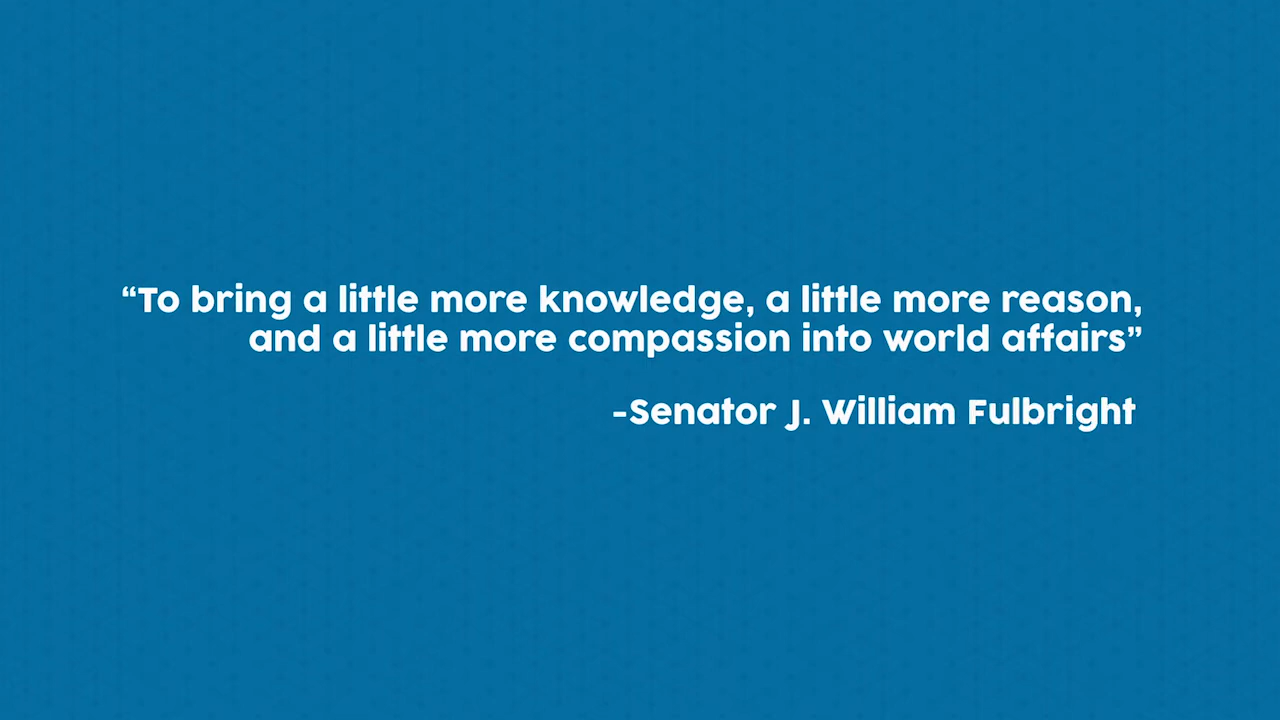 “To bring a little more knowledge, a little more reason,
and a little more compassion into world affairs”
-Senator J. William Fulbright